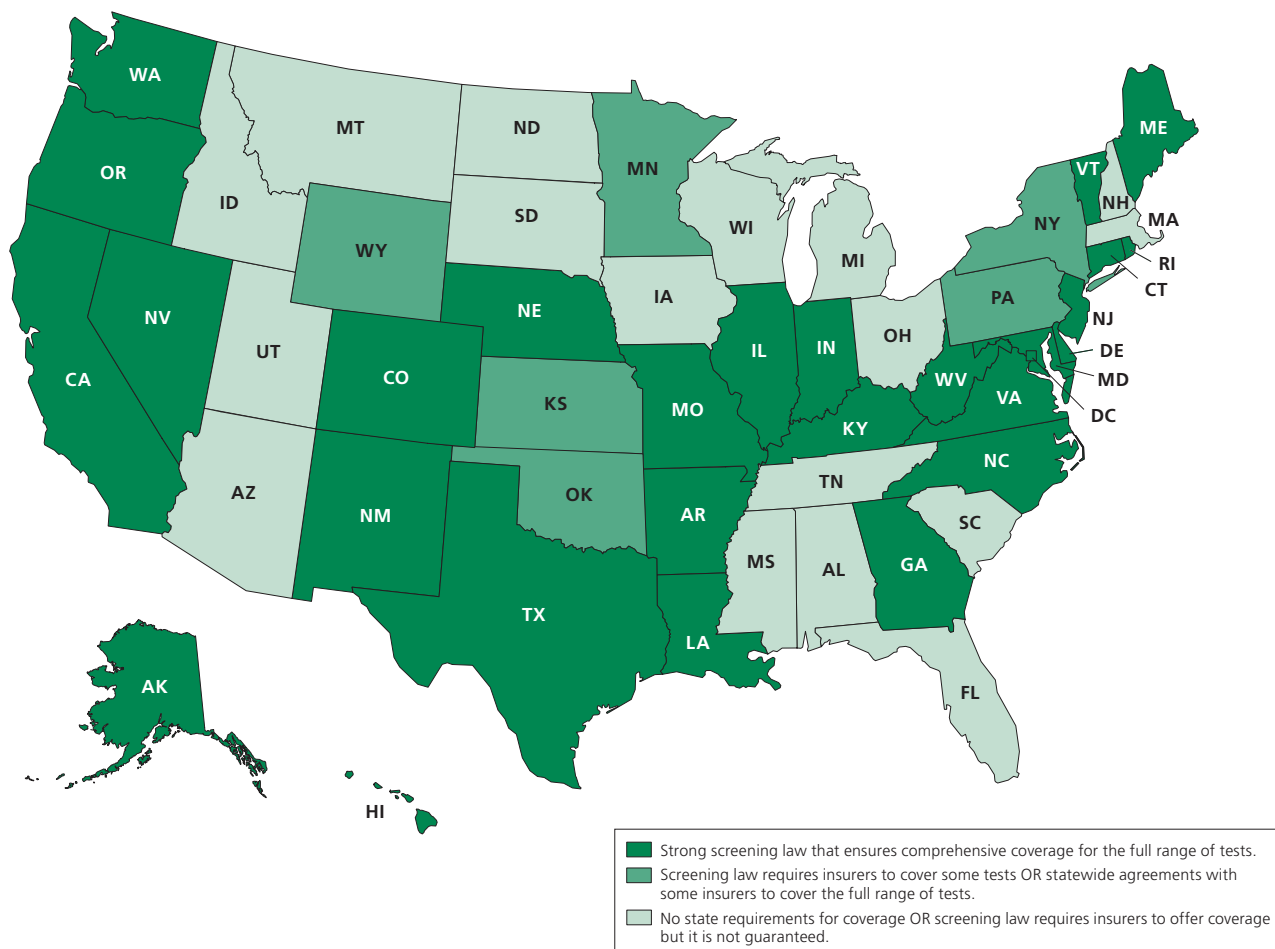 WA
ME
MT
ND
VT
MN
OR
NH
ID
SD
WI
MA
NY
WY
MI
RI
CT
IA
PA
NE
NV
NJ
OH
IL
IN
UT
DE
CA
CO
WV
MD
KS
MO
VA
DC
KY
NC
TN
AZ
OK
NM
AR
SC
MS
AL
GA
TX
LA
AK
FL
HI
Strong screening law that ensures comprehensive coverage for the full range of tests.
Screening law requires insurers to cover some tests OR statewide agreements with
some insurers to cover the full range of tests.
No state requirements for coverage OR screening law requires insurers to offer coverage
but it is not guaranteed.